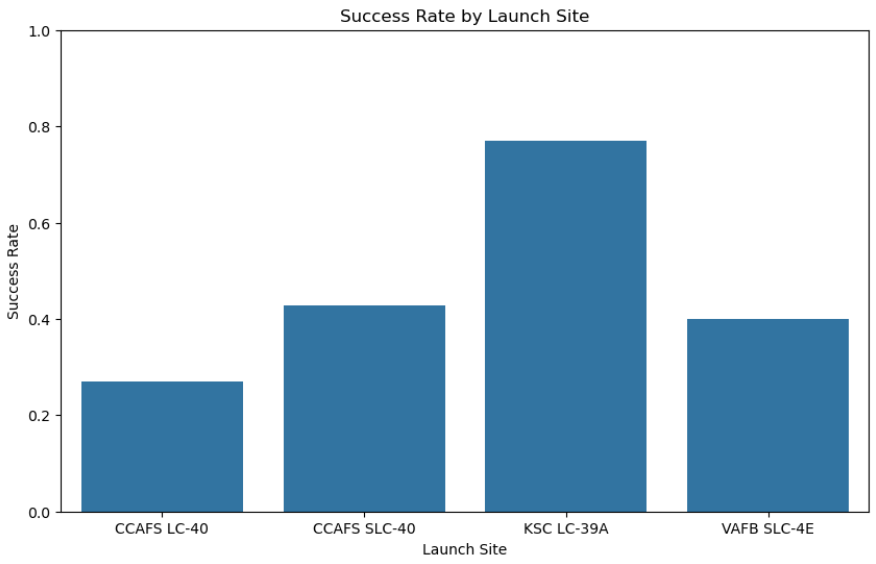 Success Rate by Launch Site
1.0
0.8
0.6
0.4
0.2
0.0
Success Rate
CCAFS LC-40 CCAFS SLC-40 KSC LC-39A VAFB SLC-4E
Launch Site